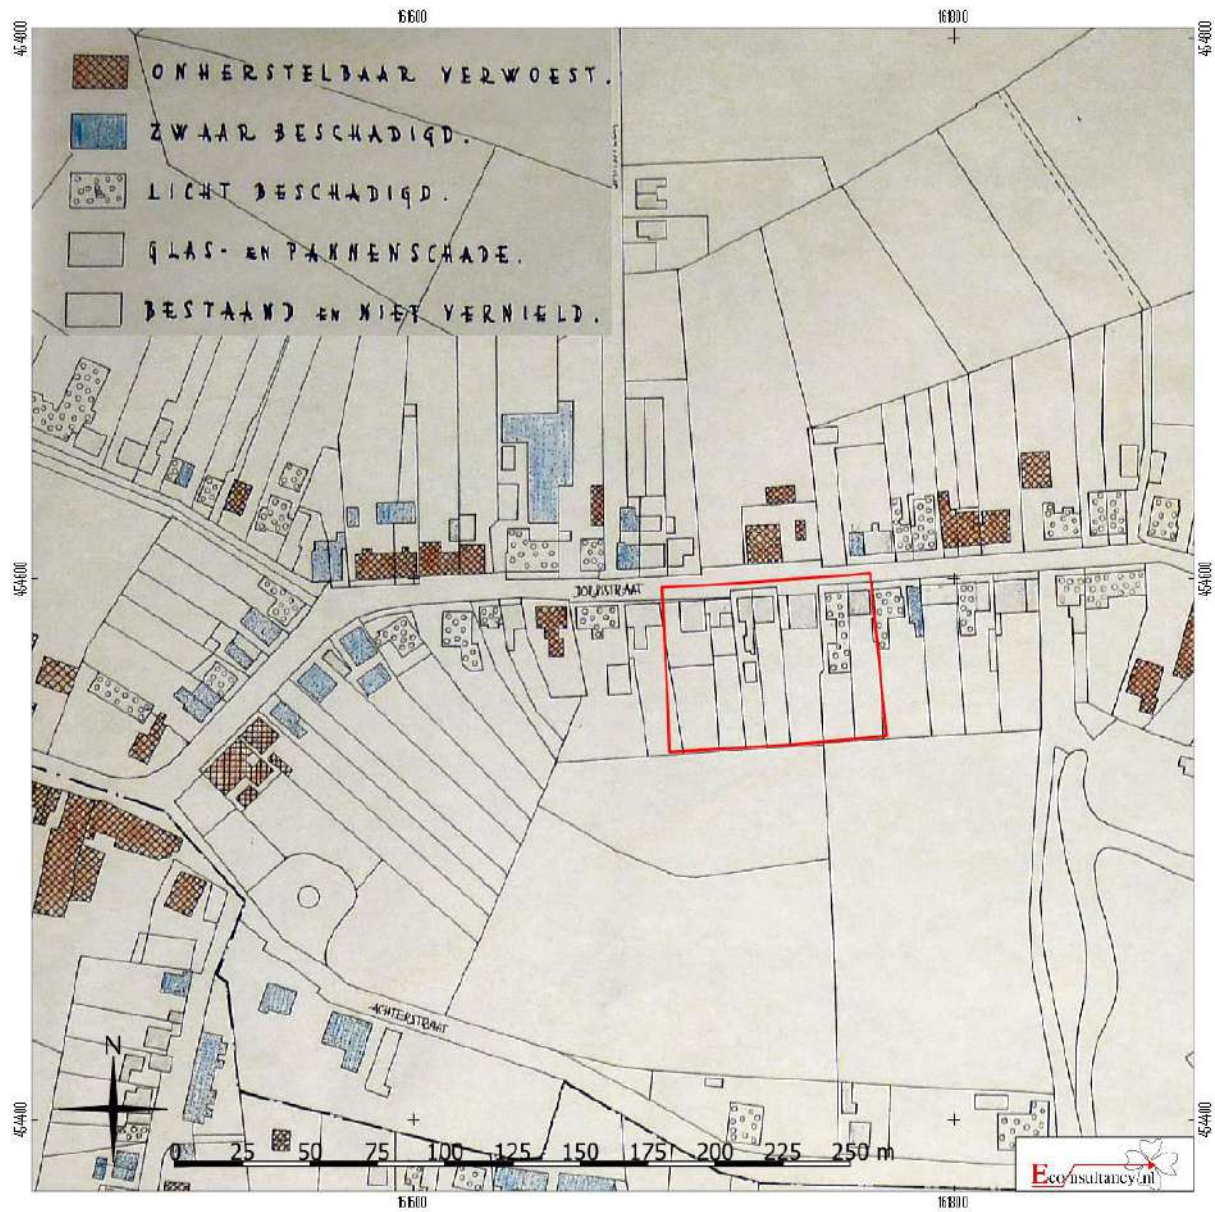 161600
161800
454800
454800
ONHERSTELBAAR VERWOEST.
ZWAAR BESCHADIGD.
LICHT BESCHADIGD.
GLAS- EN PANNENSCHADE.
BESTAAND EN NIET VERNIELD.
454600
454600
DORPSSTRAAT
ACHTERSTRAAT
N
454400
454400
0 25 50 75 100 125 150 175 200 225 250 m
Econsultancy.nl
161600
161800